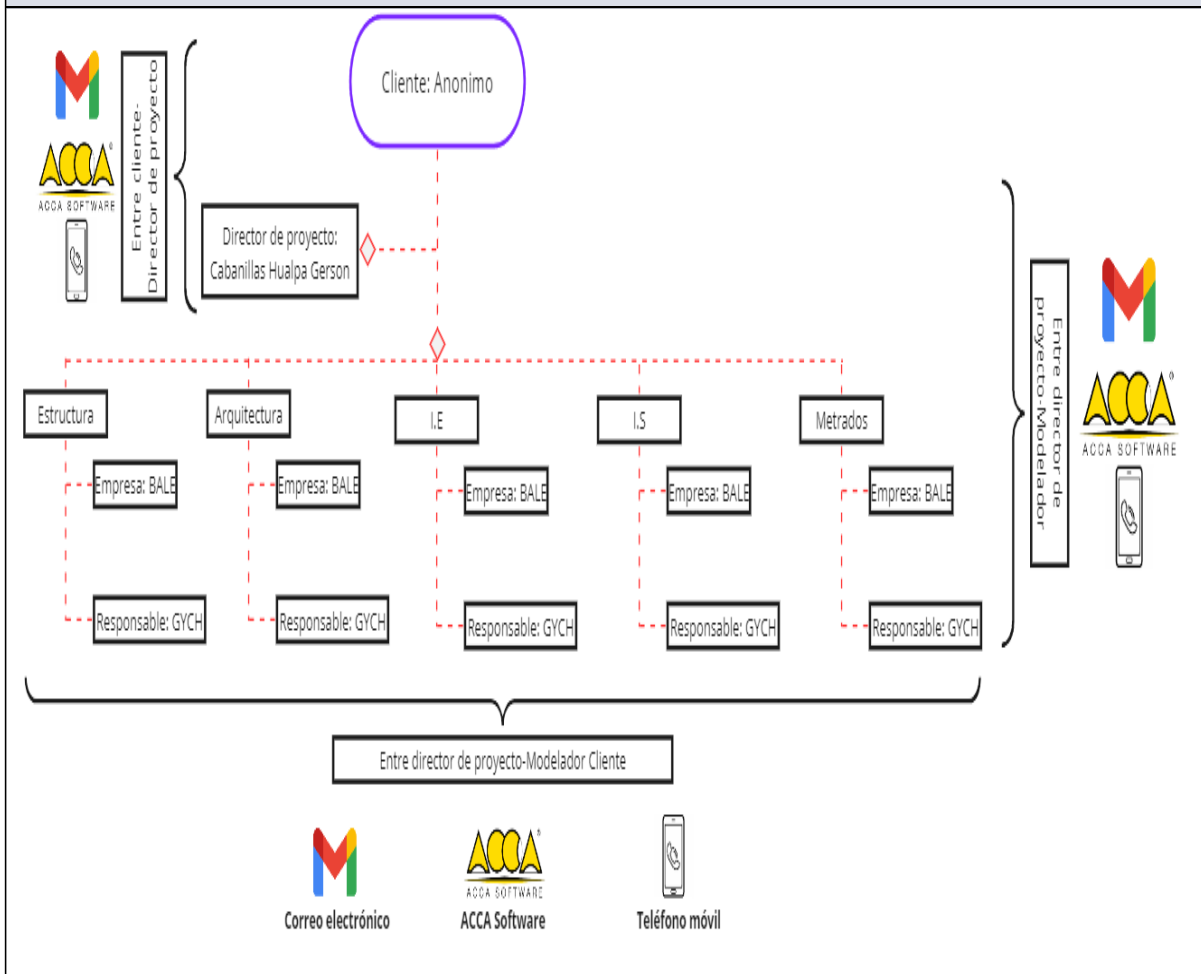 Cliente: Anonimo
Entre cliente-
Director de proyecto
ACCA
ACCA SOFTWARE
Director de proyecto:
Cabanillas Hualpa Gerson
Entre director de
proyecto-Modelador
ACCA
ACCA SOFTWARE
Estructura
Arquitectura
I.E
I.S
Metrados
Empresa: BALE
Empresa: BALE
Empresa: BALE
Empresa: BALE
Empresa: BALE
Responsable: GYCH
Responsable: GYCH
Responsable: GYCH
Responsable: GYCH
Responsable: GYCH
Entre director de proyecto-Modelador Cliente
ACCA
ACCA SOFTWARE
Correo electrónico
ACCA Software
Teléfono móvil